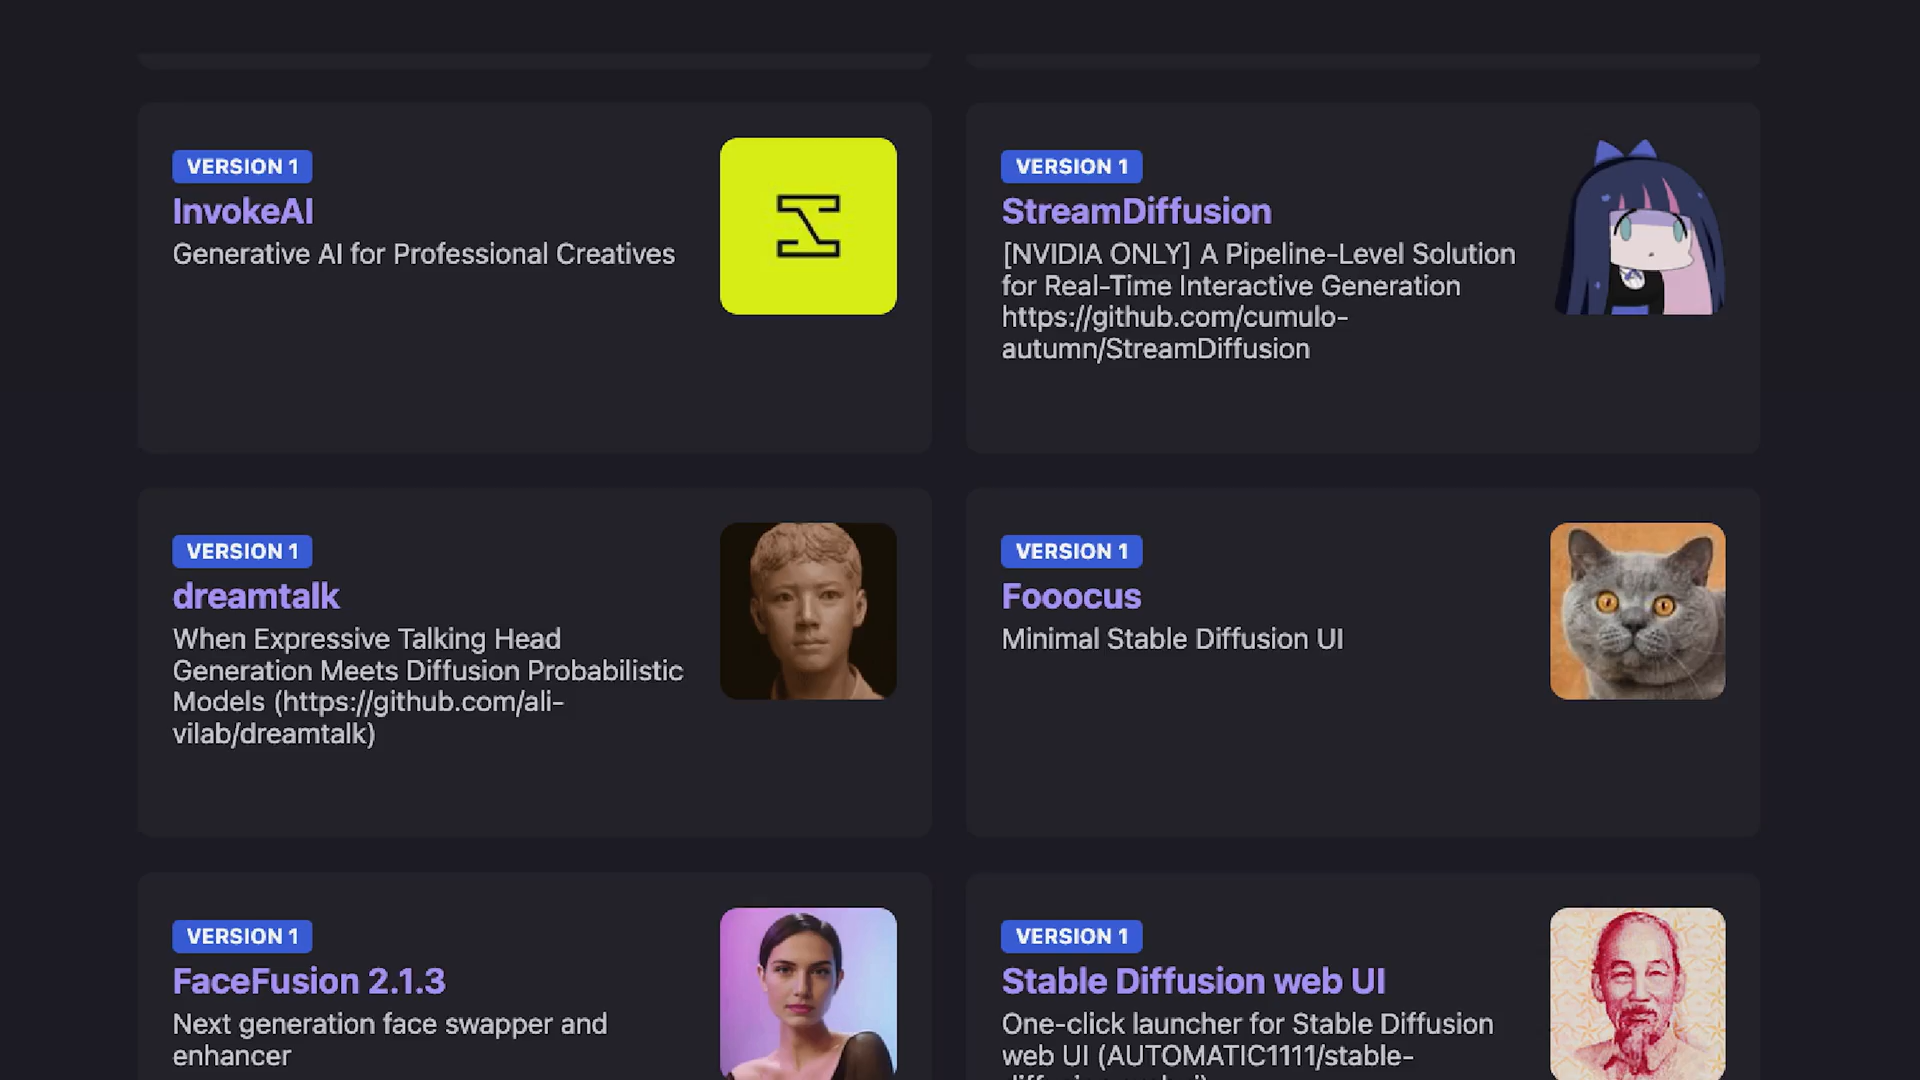 VERSION 1
InvokeAI
Generative AI for Professional Creatives
VERSION 1
StreamDiffusion
[NVIDIA ONLY] A Pipeline-Level Solution
for Real-Time Interactive Generation
https://github.com/cumulo-
autumn/StreamDiffusion
VERSION 1
dreamtalk
When Expressive Talking Head
Generation Meets Diffusion Probabilistic
Models (https://github.com/ali-
vilab/dreamtalk)
VERSION 1
Fooocus
Minimal Stable Diffusion UI
VERSION 1
FaceFusion 2.1.3
Next generation face swapper and
enhancer
VERSION 1
Stable Diffusion web UI
One-click launcher for Stable Diffusion
web UI (AUTOMATIC1111/stable-